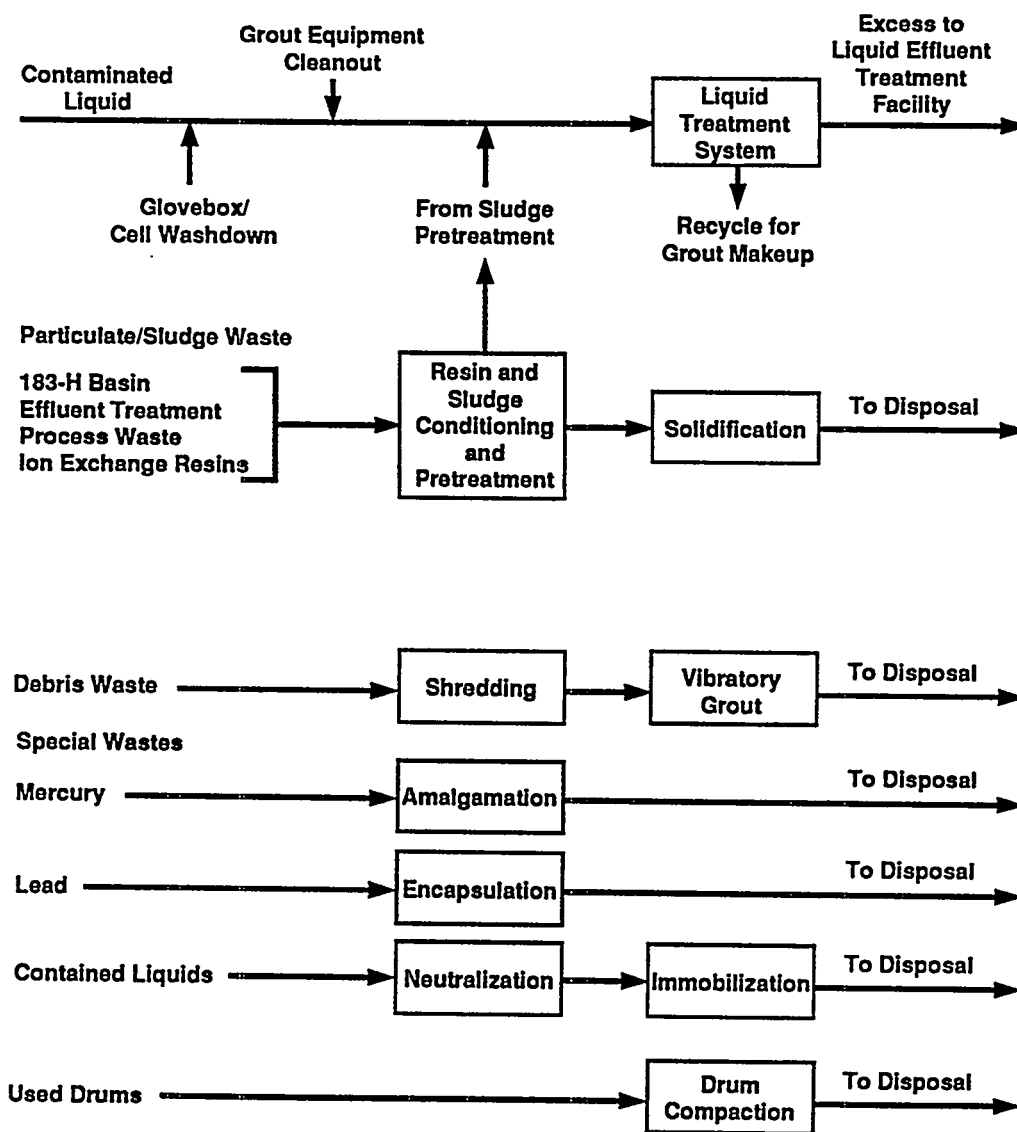 Grout Equipment
Cleanout
Excess to
Liquid Effluent
Treatment
Facility
Contaminated
Liquid
Liquid
Treatment
System
Glovebox/
Cell Washdown
From Sludge
Pretreatment
Recycle for
Grout Makeup
Particulate/Sludge Waste
183-H Basin
Effluent Treatment
Process Waste
Ion Exchange Resins
Resin and
Sludge
Conditioning
and
Pretreatment
Solidification
To Disposal
Debris Waste
Shredding
Vibratory
Grout
To Disposal
Special Wastes
Mercury
Amalgamation
To Disposal
Lead
Encapsulation
To Disposal
Contained Liquids
Neutralization
Immobilization
To Disposal
Used Drums
Drum
Compaction
To Disposal